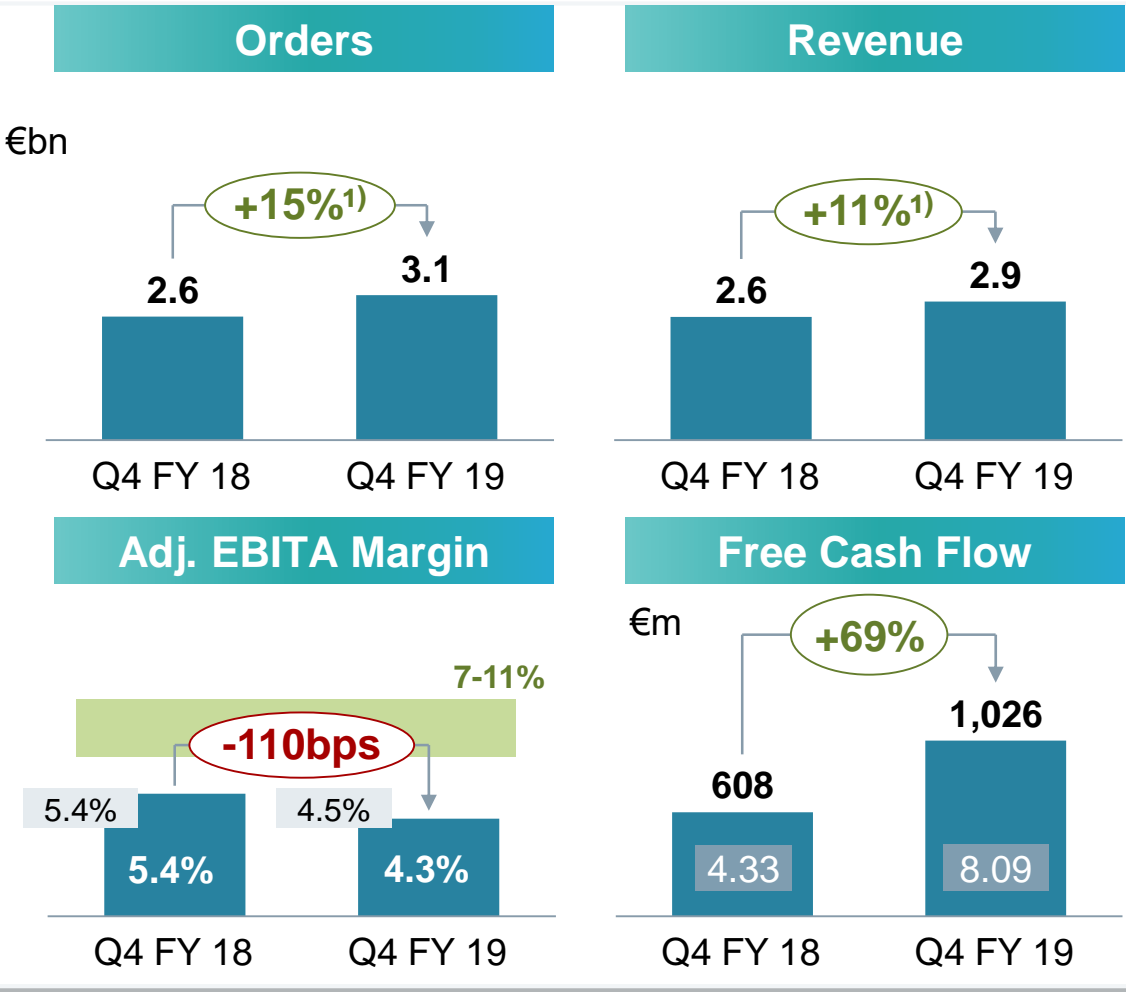 Orders
€bn
+15%¹⁾
2.6
3.1
Q4 FY 18
Q4 FY 19
Revenue
+11%¹⁾
2.6
2.9
Q4 FY 18
Q4 FY 19
Adj. EBITA Margin
7-11%
-110bps
5.4%
4.5%
5.4%
4.3%
Q4 FY 18
Q4 FY 19
Free Cash Flow
€m
+69%
608
1,026
4.33
8.09
Q4 FY 18
Q4 FY 19